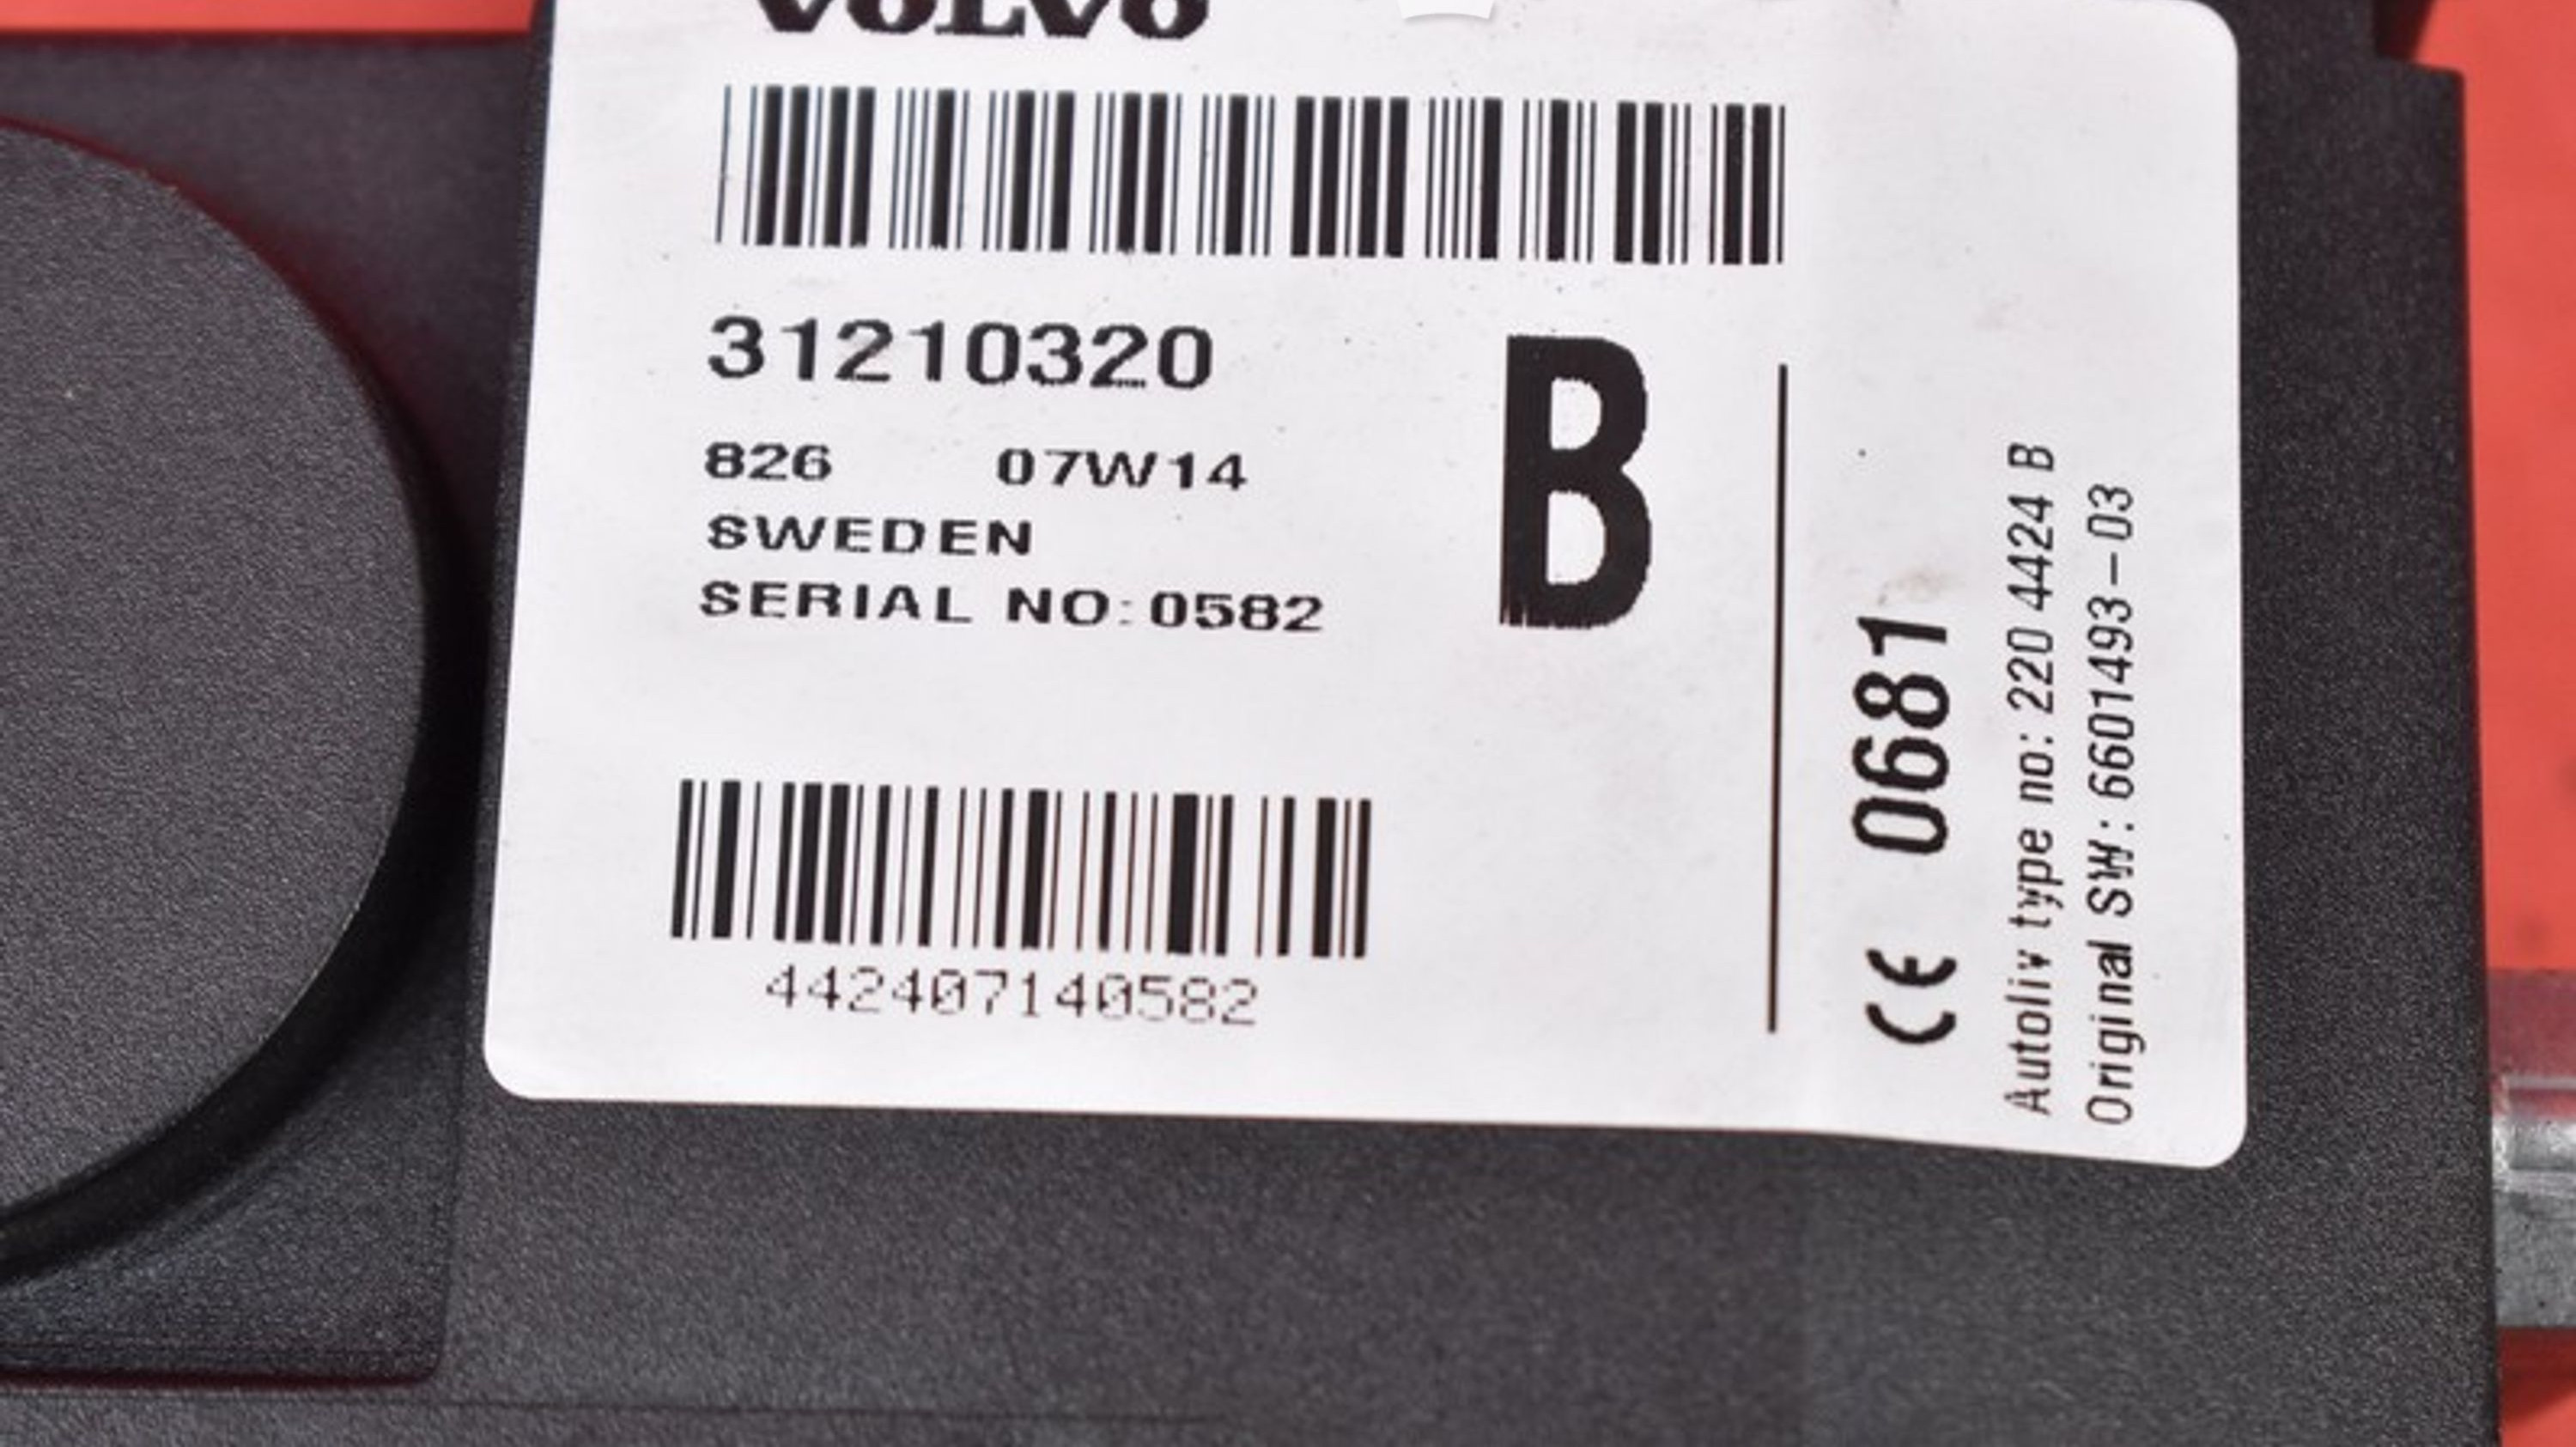 VOLVO
31210320
826 07W14
SWEDEN
SERIAL NO:0582
B
442407140582
CE 0681
Autoliv type no: 220 4424 B
Original SW: 6601493-03